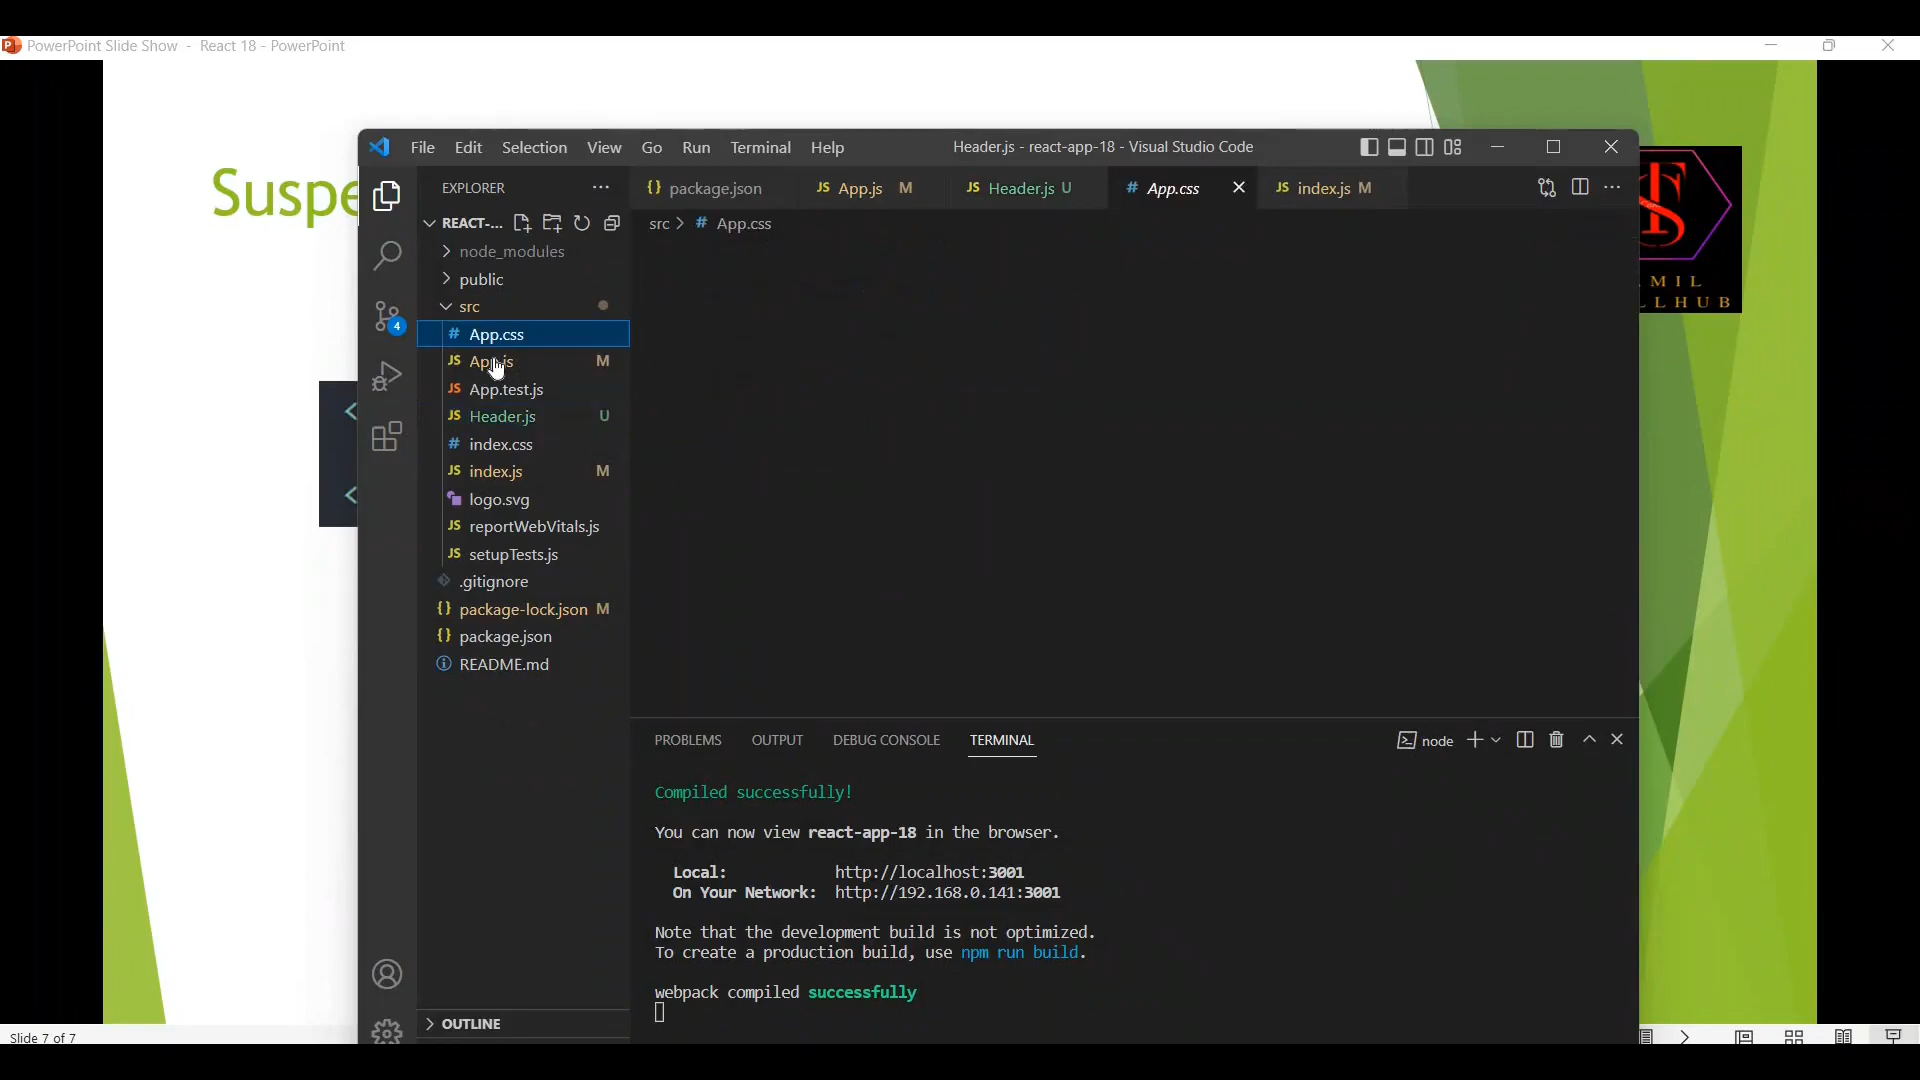 PowerPoint Slide Show - React 18 - PowerPoint
Suspe
File Edit Selection View Go Run Terminal Help
Header.js - react-app-18 - Visual Studio Code
EXPLORER
package.json
App.js M
Header.js U
App.css
index.js M
REACT-...
src > # App.css
node_modules
public
src
App.css
App.js M
App.test.js
Header.js U
index.css
index.js M
logo.svg
reportWebVitals.js
setupTests.js
.gitignore
package-lock.json M
package.json
README.md
4
MIL
LLHUB
PROBLEMS OUTPUT DEBUG CONSOLE TERMINAL
node
Compiled successfully!
You can now view react-app-18 in the browser.
Local: http://localhost:3001
On Your Network: http://192.168.0.141:3001
Note that the development build is not optimized.
To create a production build, use npm run build.
webpack compiled successfully
OUTLINE
Slide 7 of 7